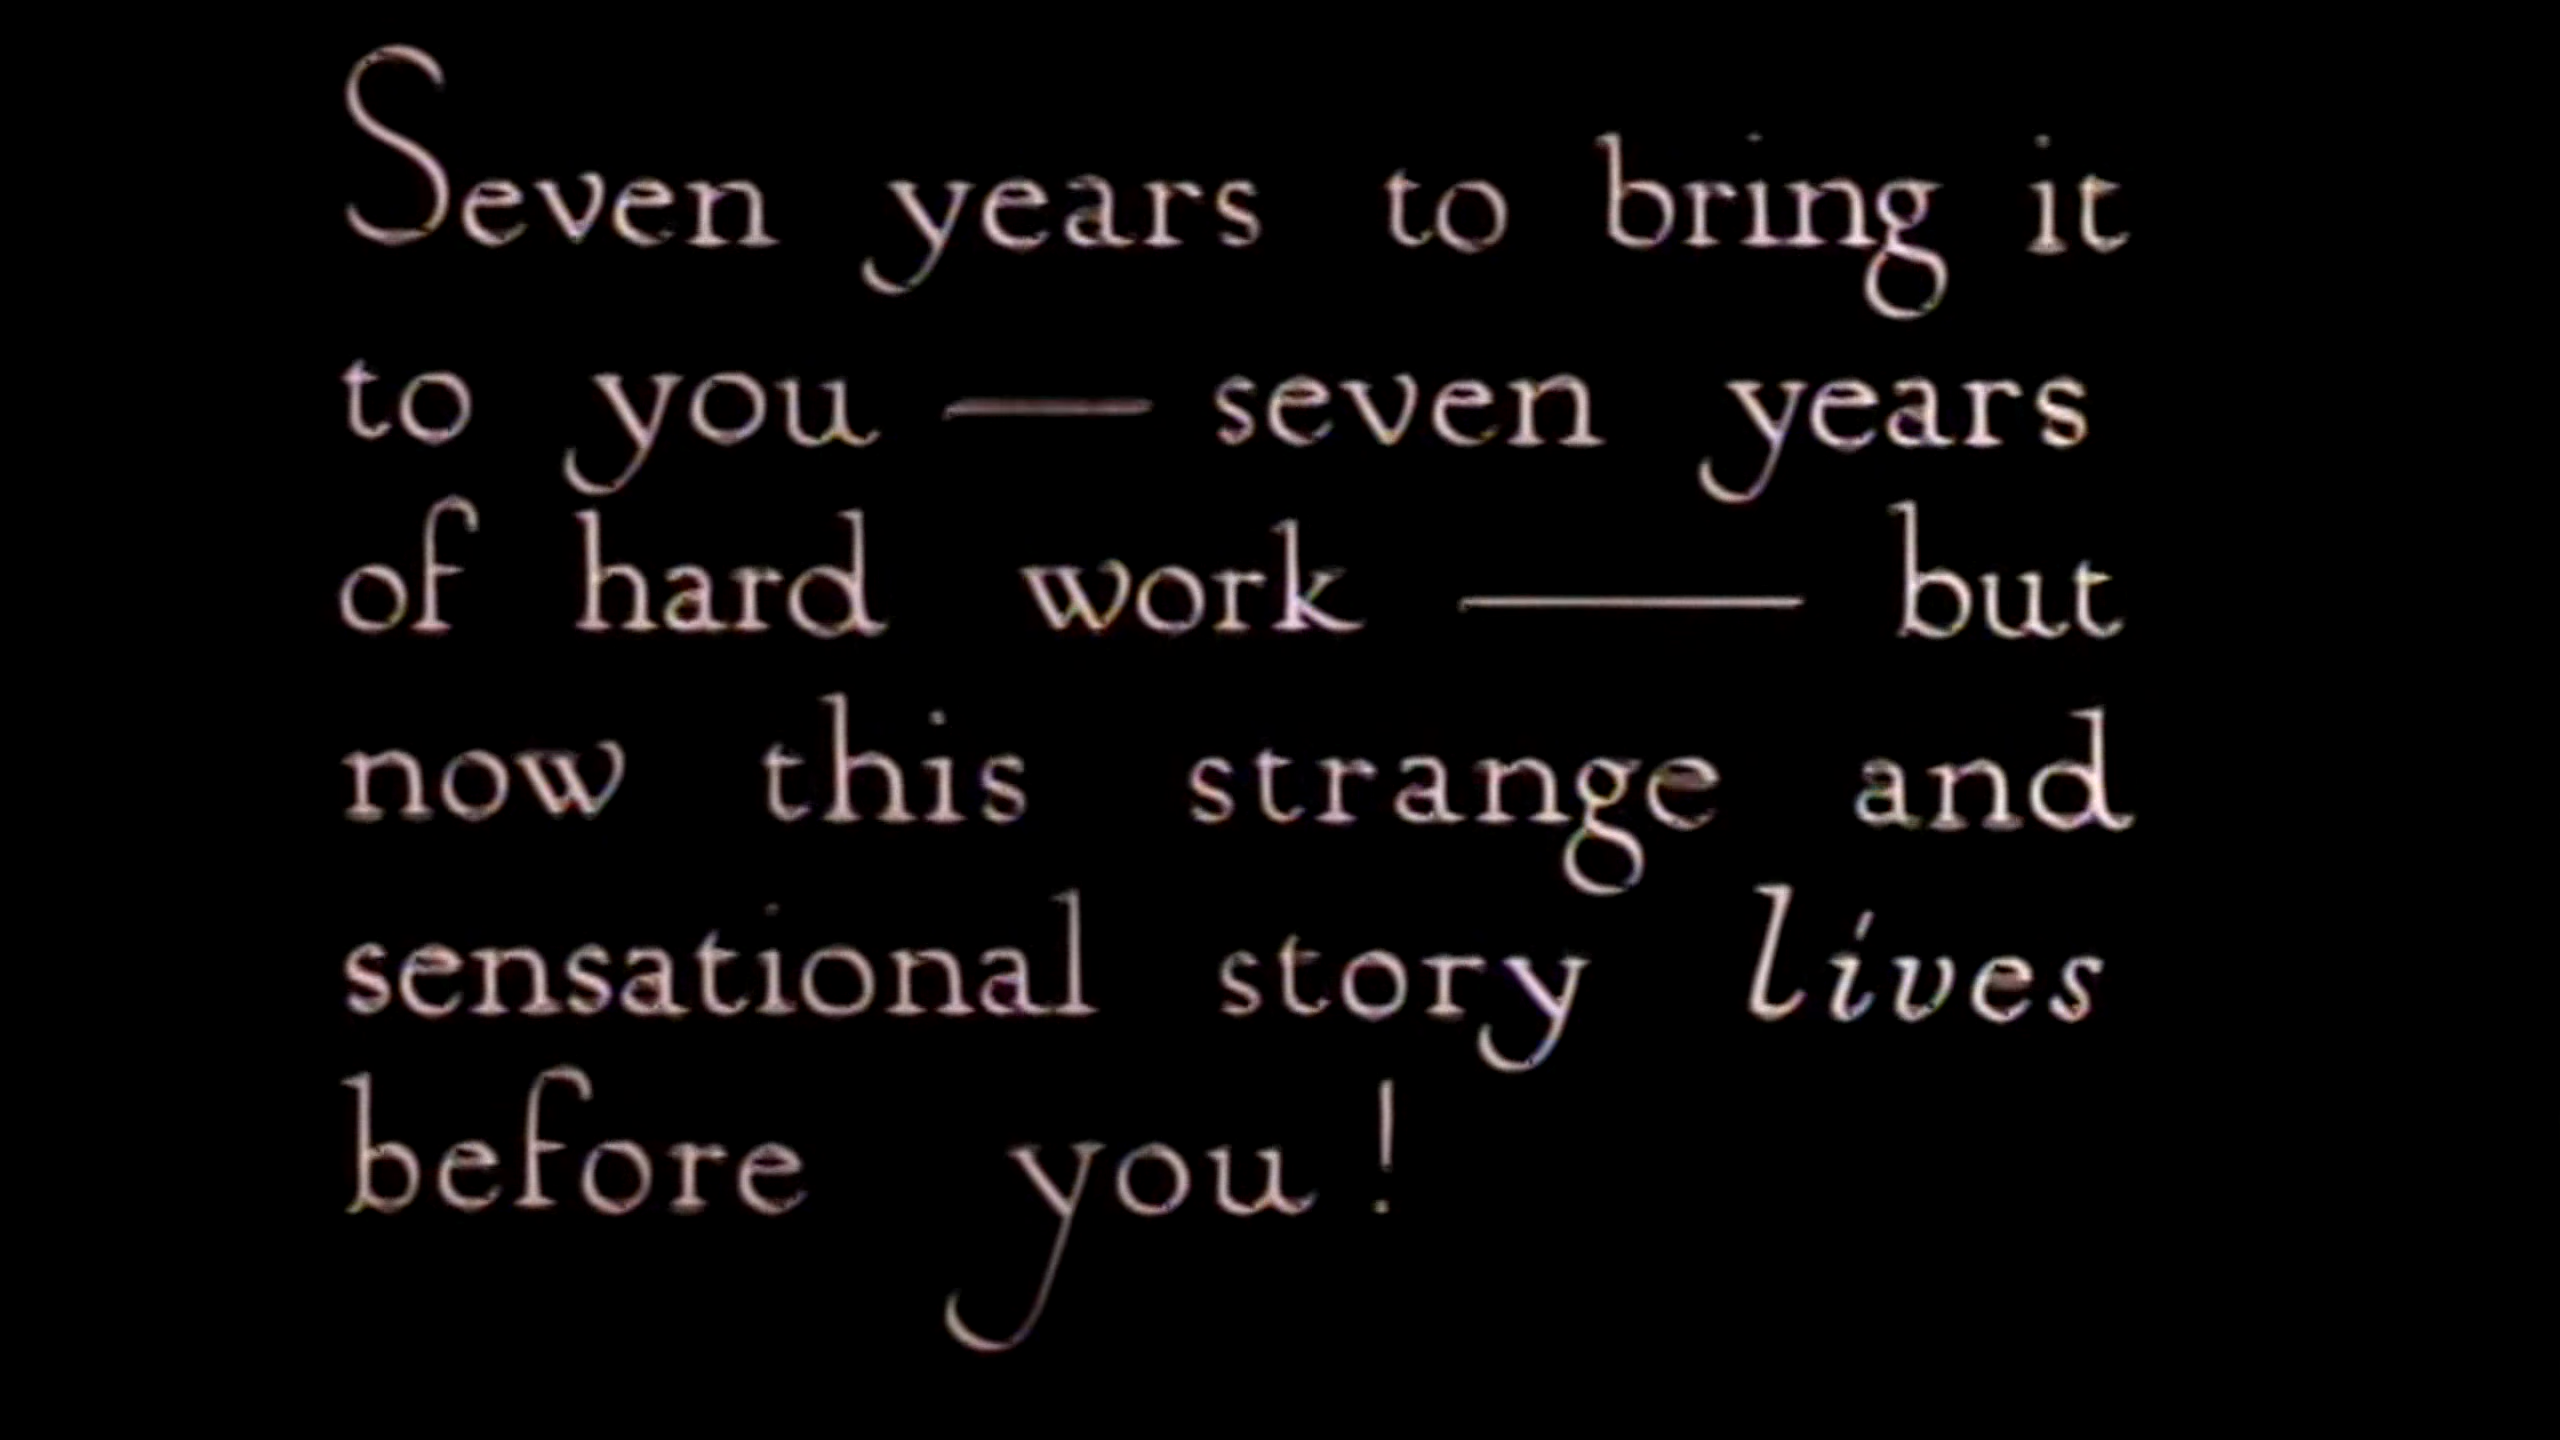 Seven years to bring it
to you — seven years
of hard work — but
now this strange and
sensational story lives
before you!